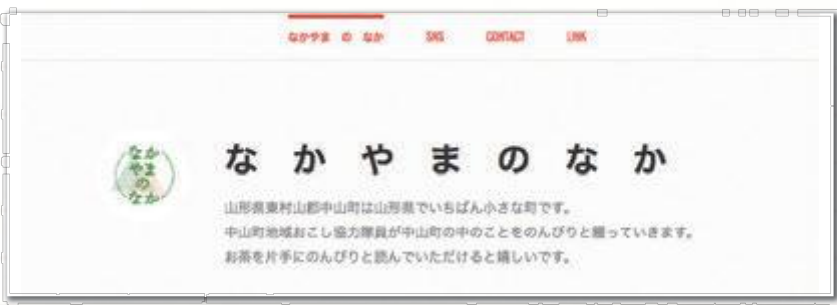 なかやま の なか SNS CONTACT LINK
なか
やま
の
なか
なかやまのなか
山形県東村山郡中山町は山形県でいちばん小さな町です。
中山町地域おこし協力隊員が中山町の中のことをのんびりと綴っていきます。
お茶を片手にのんびりと読んでいただけると嬉しいです。